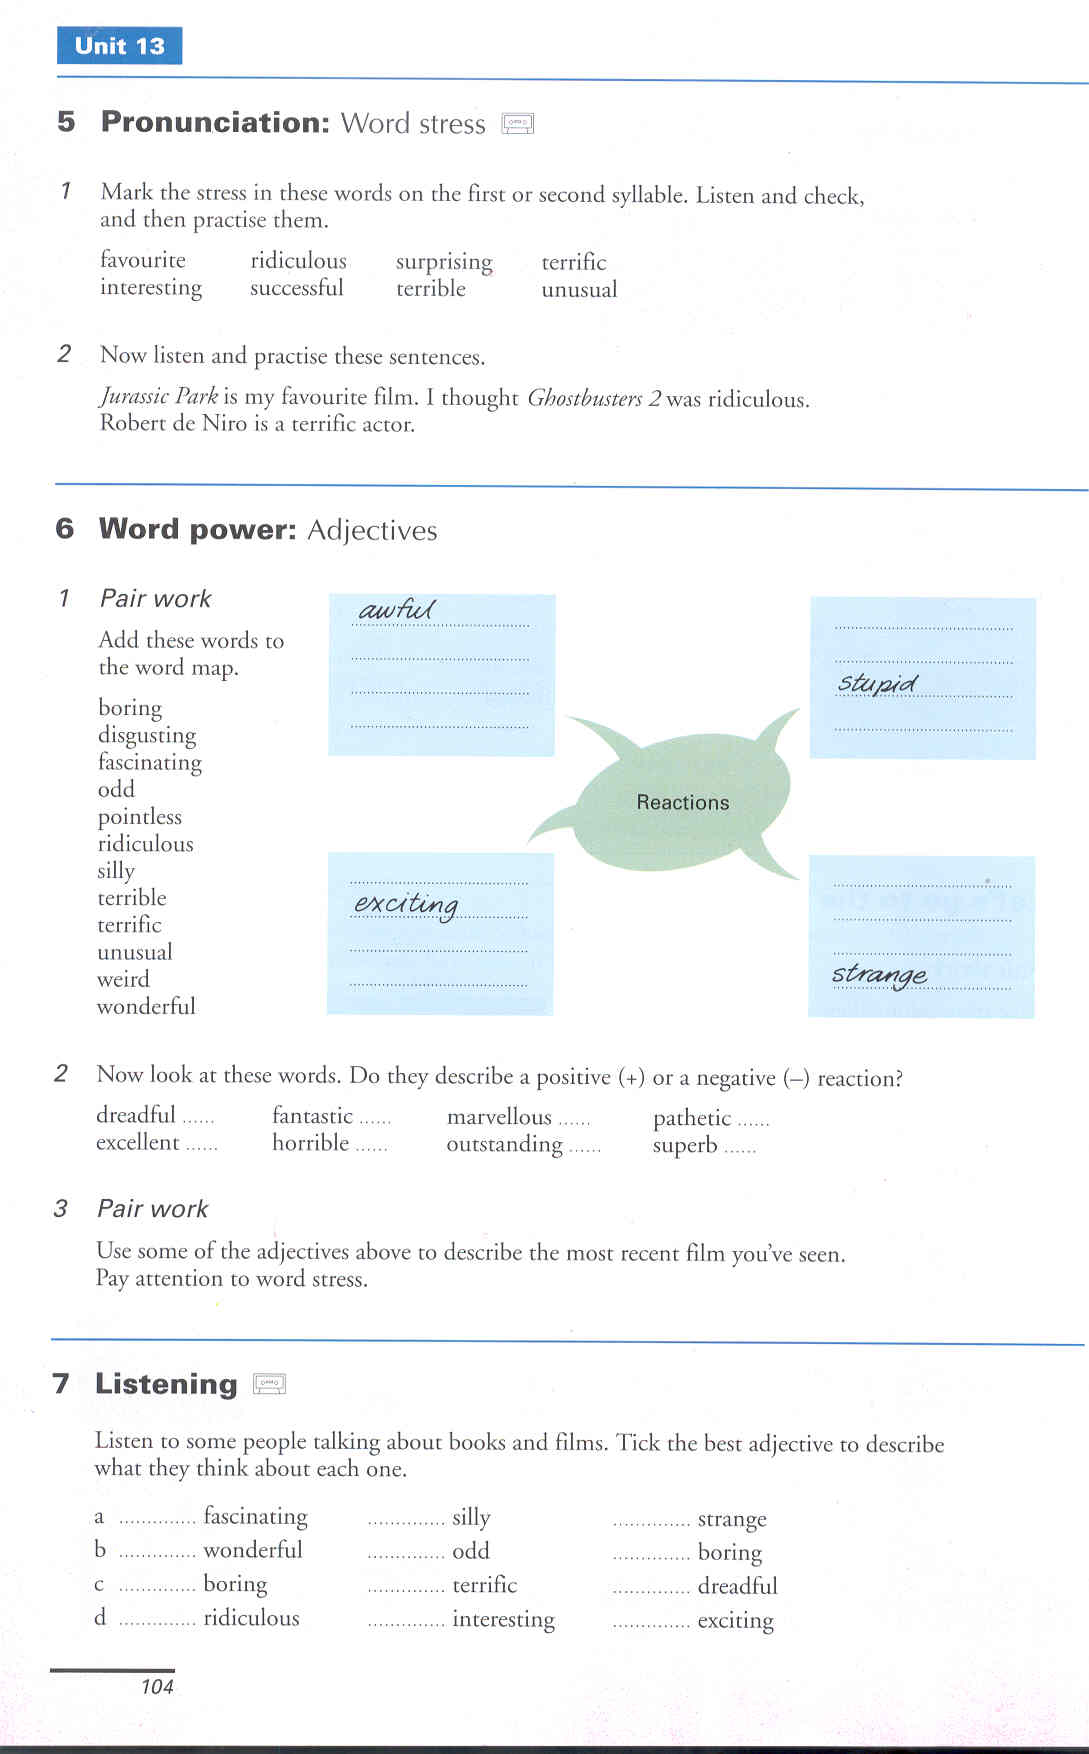 Unit 13
5 Pronunciation: Word stress
1 Mark the stress in these words on the first or second syllable. Listen and check,
and then practise them.
favourite ridiculous surprising terrific
interesting successful terrible unusual
2 Now listen and practise these sentences.
Jurassic Park is my favourite film. I thought Ghostbusters 2 was ridiculous.
Robert de Niro is a terrific actor.
6 Word power: Adjectives
1 Pair work
Add these words to
the word map.
boring
disgusting
fascinating
odd
pointless
ridiculous
silly
terrible
terrific
unusual
weird
wonderful
awful
stupid
Reactions
exciting
strange
2 Now look at these words. Do they describe a positive (+) or a negative (–) reaction?
dreadful ...... fantastic ...... marvellous ...... pathetic ......
excellent ...... horrible ...... outstanding ...... superb ......
3 Pair work
Use some of the adjectives above to describe the most recent film you've seen.
Pay attention to word stress.
7 Listening
Listen to some people talking about books and films. Tick the best adjective to describe
what they think about each one.
a .............. fascinating .............. silly .............. strange
b .............. wonderful .............. odd .............. boring
c .............. boring .............. terrific .............. dreadful
d .............. ridiculous .............. interesting .............. exciting
104